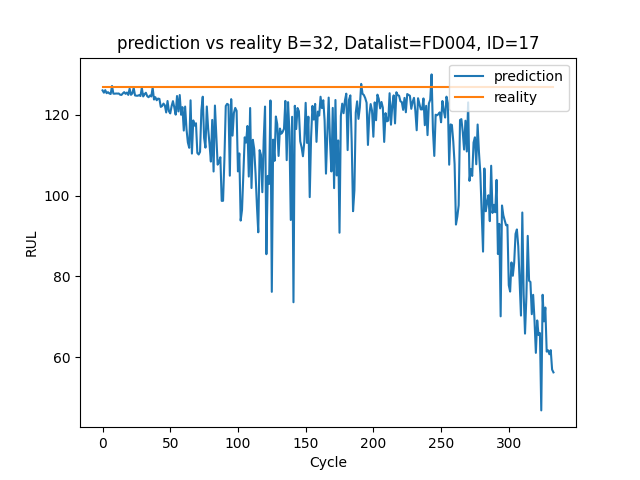 prediction vs reality B=32, Datalist=FD004, ID=17
prediction
reality
RUL
120
100
80
60
0 50 100 150 200 250 300
Cycle